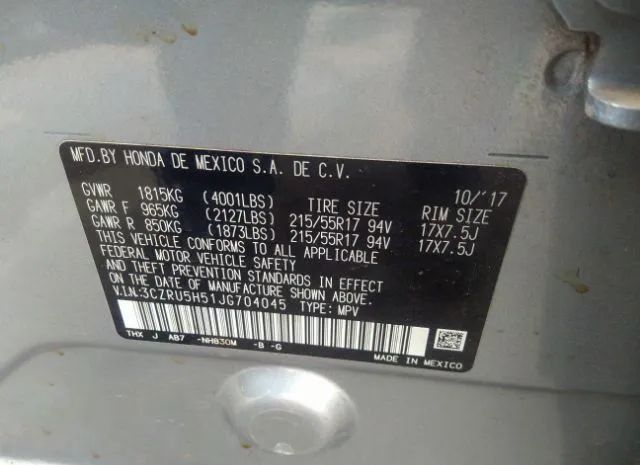 MFD.BY HONDA DE MEXICO S.A. DE C.V.
10/'17
GVWR 1815KG (4001LBS) TIRE SIZE RIM SIZE
GAWR F 965KG (2127LBS) 215/55R17 94V 17X7.5J
GAWR R 850KG (1873LBS) 215/55R17 94V 17X7.5J
THIS VEHICLE CONFORMS TO ALL APPLICABLE
FEDERAL MOTOR VEHICLE SAFETY
AND THEFT PREVENTION STANDARDS IN EFFECT
ON THE DATE OF MANUFACTURE SHOWN ABOVE.
V.I.N.:3CZRU5H51JG704045 TYPE: MPV
THX J AB7 -NH830M -B -G
MADE IN MEXICO